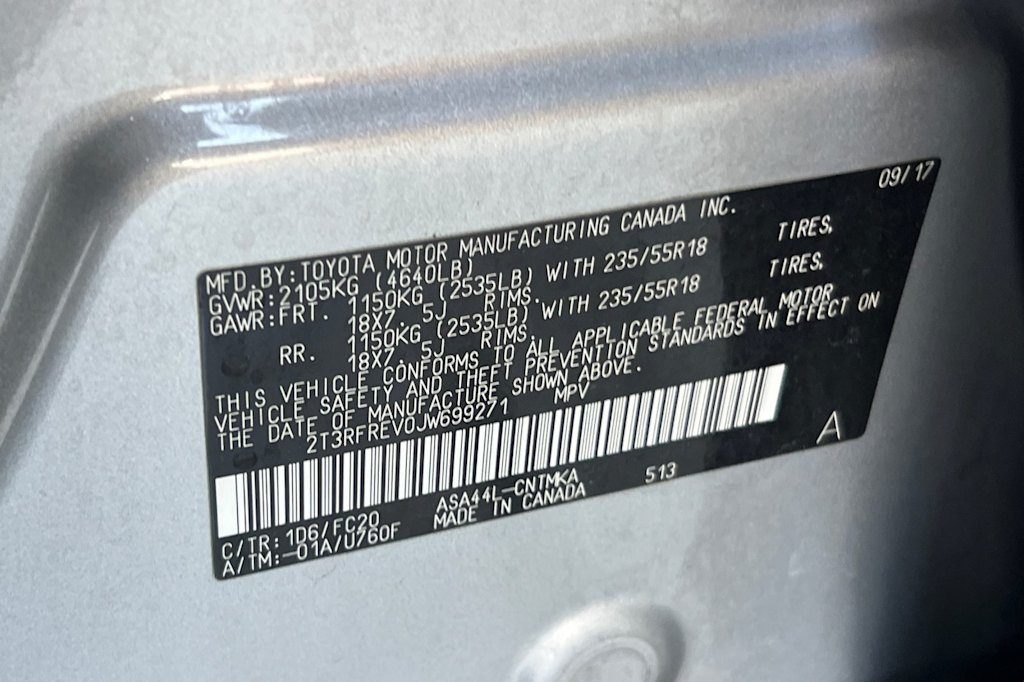 09/17
MFD.BY:TOYOTA MOTOR MANUFACTURING CANADA INC.
GVWR:2105KG (4640LB)
GAWR:FRT. 1150KG (2535LB) WITH 235/55R18 TIRES,
18X7.5J RIMS.
RR. 1150KG (2535LB) WITH 235/55R18 TIRES,
18X7.5J RIMS.
THIS VEHICLE CONFORMS TO ALL APPLICABLE FEDERAL MOTOR
VEHICLE SAFETY AND THEFT PREVENTION STANDARDS IN EFFECT ON
THE DATE OF MANUFACTURE SHOWN ABOVE.
2T3RFREV0JW699271 MPV
A
C/TR:1D6/FC20 ASA44L-CNTMKA 513
A/TM:-01A/U760F MADE IN CANADA